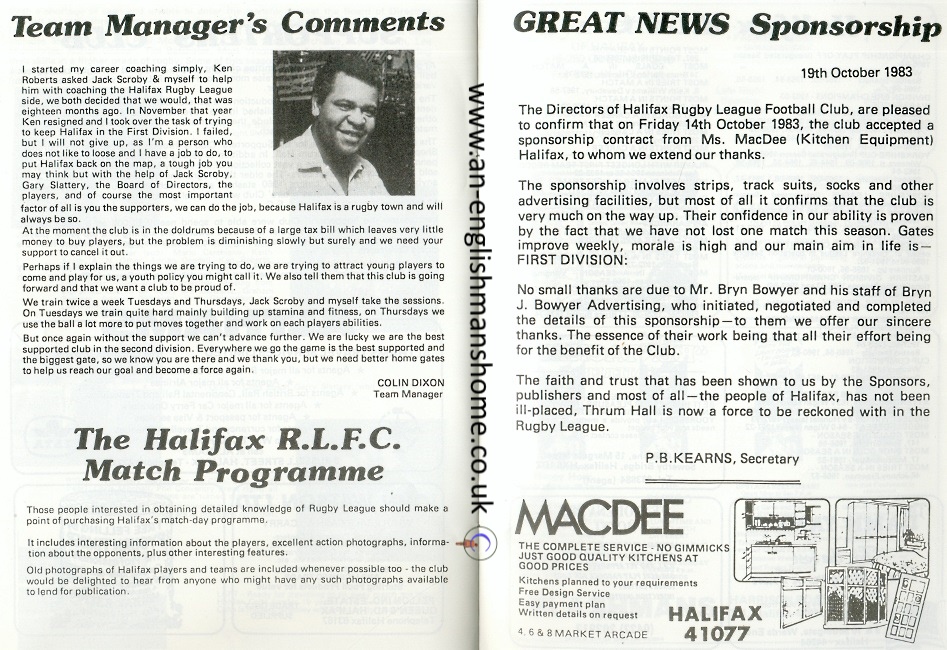 Team Manager's Comments
I started my career coaching simply, Ken
Roberts asked Jack Scroby & myself to help
him with coaching the Halifax Rugby League
side, we both decided that we would, that was
eighteen months ago. In November that year
Ken resigned and I took over the task of trying
to keep Halifax in the First Division. I failed,
but I will not give up, as I'm a person who
does not like to loose and I have a job to do, to
put Halifax back on the map, a tough job you
may think but with the help of Jack Scroby,
Gary Slattery, the Board of Directors, the
players, and of course the most important
factor of all is you the supporters, we can do the job, because Halifax is a rugby town and will
always be so.
At the moment the club is in the doldrums because of a large tax bill which leaves very little
money to buy players, but the problem is diminishing slowly but surely and we need your
support to cancel it out.
Perhaps if I explain the things we are trying to do, we are trying to attract young players to
come and play for us, a youth policy you might call it. We also tell them that this club is going
forward and that we want a club to be proud of.
We train twice a week Tuesdays and Thursdays, Jack Scroby and myself take the sessions.
On Tuesdays we train quite hard mainly building up stamina and fitness, on Thursdays we
use the ball a lot more to put moves together and work on each players abilities.
But once again without the support we can't advance further. We are lucky we are the best
supported club in the second division. Everywhere we go the game is the best supported and
the biggest gate, so we know you are there and we thank you, but we need better home gates
to help us reach our goal and become a force again.
COLIN DIXON
Team Manager
The Halifax R.L.F.C.
Match Programme
Those people interested in obtaining detailed knowledge of Rugby League should make a
point of purchasing Halifax's match-day programme.
It includes interesting information about the players, excellent action photographs, informa-
tion about the opponents, plus other interesting features.
Old photographs of Halifax players and teams are included whenever possible too - the club
would be delighted to hear from anyone who might have any such photographs available
to lend for publication.
www.an-englishmanshome.co.uk
GREAT NEWS Sponsorship
19th October 1983
The Directors of Halifax Rugby League Football Club, are pleased
to confirm that on Friday 14th October 1983, the club accepted a
sponsorship contract from Ms. MacDee (Kitchen Equipment)
Halifax, to whom we extend our thanks.
The sponsorship involves strips, track suits, socks and other
advertising facilities, but most of all it confirms that the club is
very much on the way up. Their confidence in our ability is proven
by the fact that we have not lost one match this season. Gates
improve weekly, morale is high and our main aim in life is—
FIRST DIVISION:
No small thanks are due to Mr. Bryn Bowyer and his staff of Bryn
J. Bowyer Advertising, who initiated, negotiated and completed
the details of this sponsorship—to them we offer our sincere
thanks. The essence of their work being that all their effort being
for the benefit of the Club.
The faith and trust that has been shown to us by the Sponsors,
publishers and most of all—the people of Halifax, has not been
ill-placed, Thrum Hall is now a force to be reckoned with in the
Rugby League.
P.B.KEARNS, Secretary
MACDEE
THE COMPLETE SERVICE - NO GIMMICKS
JUST GOOD QUALITY KITCHENS AT
GOOD PRICES
Kitchens planned to your requirements
Free Design Service
Easy payment plan
Written details on request
4, 6 & 8 MARKET ARCADE
HALIFAX
41077